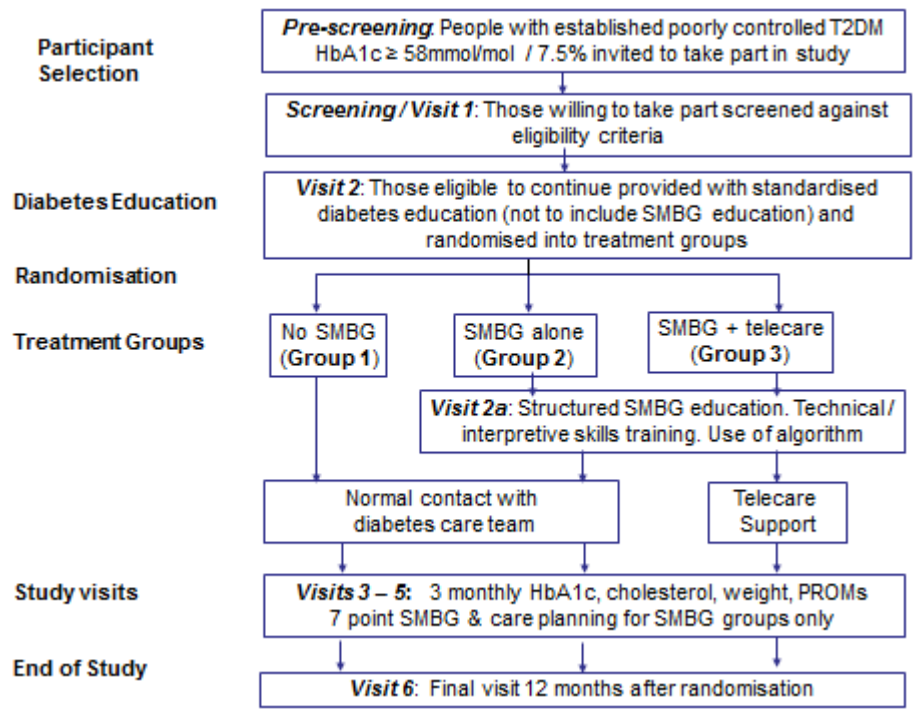 Participant
Selection
Pre-screening: People with established poorly controlled T2DM
HbA1c ≥ 58mmol/mol / 7.5% invited to take part in study
Screening / Visit 1: Those willing to take part screened against
eligibility criteria
Diabetes Education
Visit 2: Those eligible to continue provided with standardised
diabetes education (not to include SMBG education) and
randomised into treatment groups
Randomisation
Treatment Groups
No SMBG
(Group 1)
SMBG alone
(Group 2)
SMBG + telecare
(Group 3)
Visit 2a: Structured SMBG education. Technical /
interpretive skills training. Use of algorithm
Normal contact with
diabetes care team
Telecare
Support
Study visits
Visits 3 – 5: 3 monthly HbA1c, cholesterol, weight, PROMs
7 point SMBG & care planning for SMBG groups only
End of Study
Visit 6: Final visit 12 months after randomisation